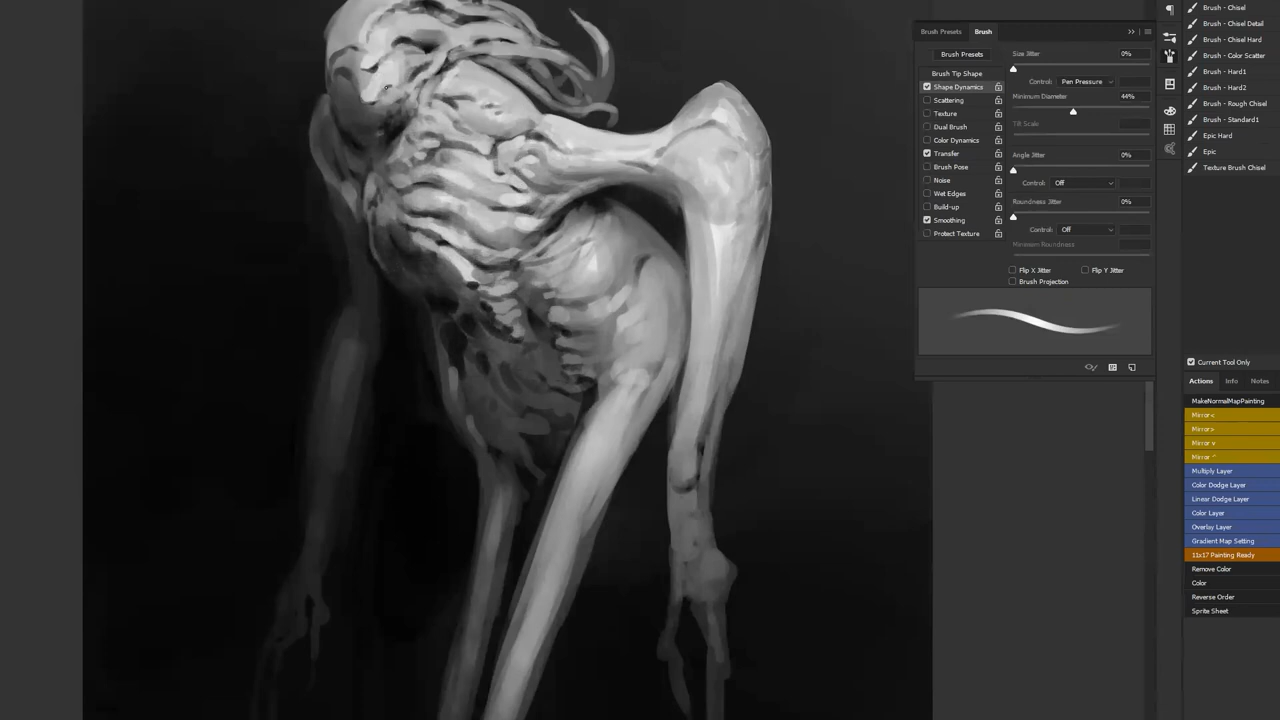 Brush Presets Brush
Brush Presets
Brush Tip Shape
Shape Dynamics
Scattering
Texture
Dual Brush
Color Dynamics
Transfer
Brush Pose
Noise
Wet Edges
Build-up
Smoothing
Protect Texture
Size Jitter 0%
Control: Pen Pressure
Minimum Diameter 44%
Tilt Scale
Angle Jitter 0%
Control: Off
Roundness Jitter 0%
Control: Off
Minimum Roundness
Flip X Jitter Flip Y Jitter
Brush Projection
Brush - Chisel
Brush - Chisel Detail
Brush - Chisel Hard
Brush - Color Scatter
Brush - Hard1
Brush - Hard2
Brush - Rough Chisel
Brush - Standard1
Epic Hard
Epic
Texture Brush Chisel
Current Tool Only
Actions Info Notes
MakeNormalMapPainting
Mirror <
Mirror >
Mirror v
Mirror ^
Multiply Layer
Color Dodge Layer
Linear Dodge Layer
Color Layer
Overlay Layer
Gradient Map Setting
11x17 Painting Ready
Remove Color
Color
Reverse Order
Sprite Sheet